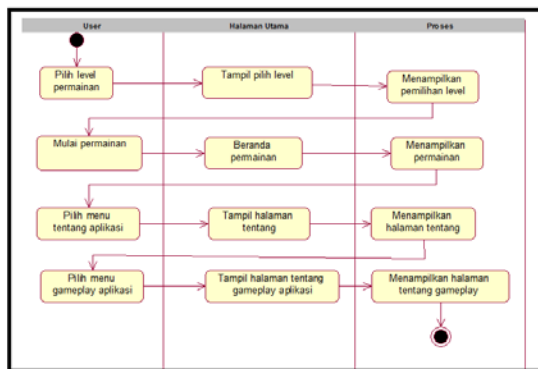 User
Halaman Utama
Proses
Pilih level
permainan
Tampil pilih level
Menampilkan
pemilihan level
Mulai permainan
Beranda
permainan
Menampilkan
permainan
Pilih menu
tentang aplikasi
Tampil halaman
tentang
Menampilkan
halaman tentang
Pilih menu
gameplay aplikasi
Tampil halaman tentang
gameplay aplikasi
Menampilkan halaman
tentang gameplay